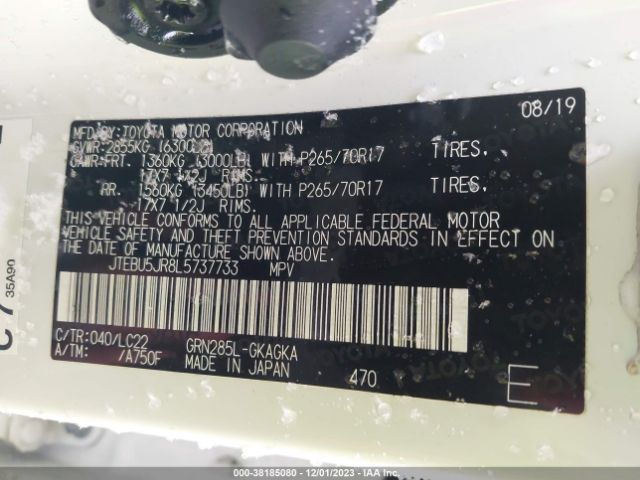 08/19
MFD.BY:TOYOTA MOTOR CORPORATION
GVWR:2855KG (6300LB)
GAWR:FRT. 1360KG (3000LB) WITH P265/70R17 TIRES,
17X7 1/2J RIMS.
RR. 1560KG (3450LB) WITH P265/70R17 TIRES,
17X7 1/2J RIMS.
THIS VEHICLE CONFORMS TO ALL APPLICABLE FEDERAL MOTOR
VEHICLE SAFETY AND THEFT PREVENTION STANDARDS IN EFFECT ON
THE DATE OF MANUFACTURE SHOWN ABOVE.
JTEBU5JR8L5737733 MPV
C/TR:040/LC22 GRN285L-GKAGKA
A/TM: /A750F MADE IN JAPAN 470
E
35A90
000-38185080 - 12/01/2023 - IAA Inc.